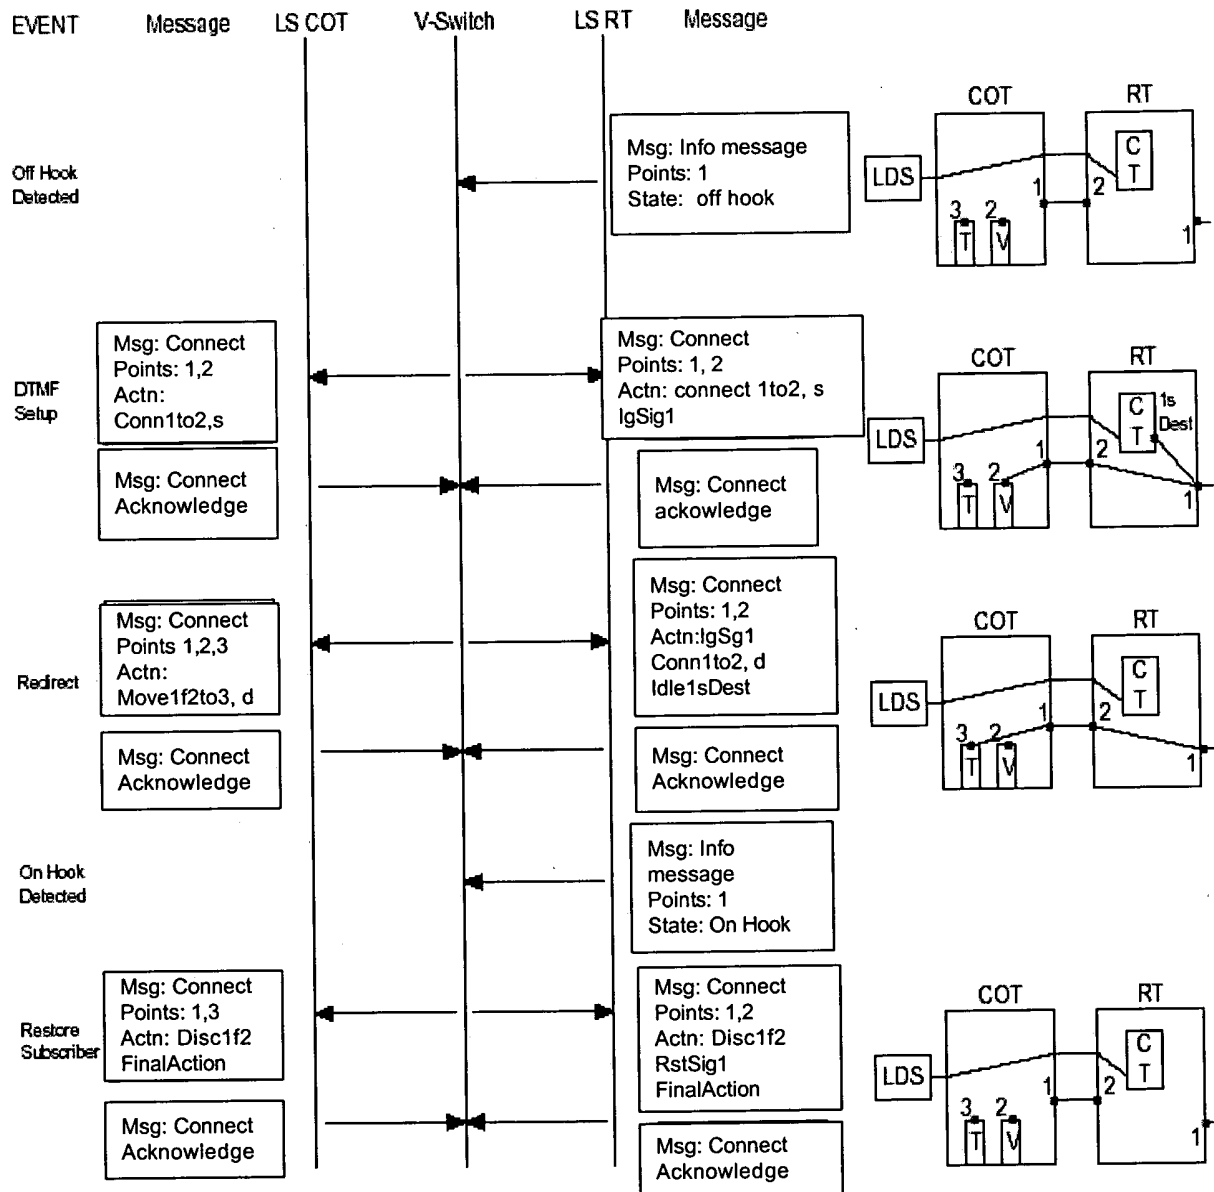 EVENT Message LS COT V-Switch LS RT Message
Off Hook
Detected
Msg: Info message
Points: 1
State: off hook
COT RT
LDS
C
T
1 2
3 2
T V
1
DTMF
Setup
Msg: Connect
Points: 1,2
Actn:
Conn1to2,s
Msg: Connect
Points: 1, 2
Actn: connect 1to2, s
IgSig1
Msg: Connect
Acknowledge
Msg: Connect
ackowledge
COT RT
LDS
C
T
1s
Dest
1 2
3 2
T V
1
Redirect
Msg: Connect
Points 1,2,3
Actn:
Move1f2to3, d
Msg: Connect
Points: 1,2
Actn:IgSg1
Conn1to2, d
Idle1sDest
Msg: Connect
Acknowledge
Msg: Connect
Acknowledge
COT RT
LDS
C
T
1 2
3 2
T V
1
On Hook
Detected
Msg: Info
message
Points: 1
State: On Hook
Restore
Subscriber
Msg: Connect
Points: 1,3
Actn: Disc1f2
FinalAction
Msg: Connect
Points: 1,2
Actn: Disc1f2
RstSig1
FinalAction
Msg: Connect
Acknowledge
Msg: Connect
Acknowledge
COT RT
LDS
C
T
1 2
3 2
T V
1